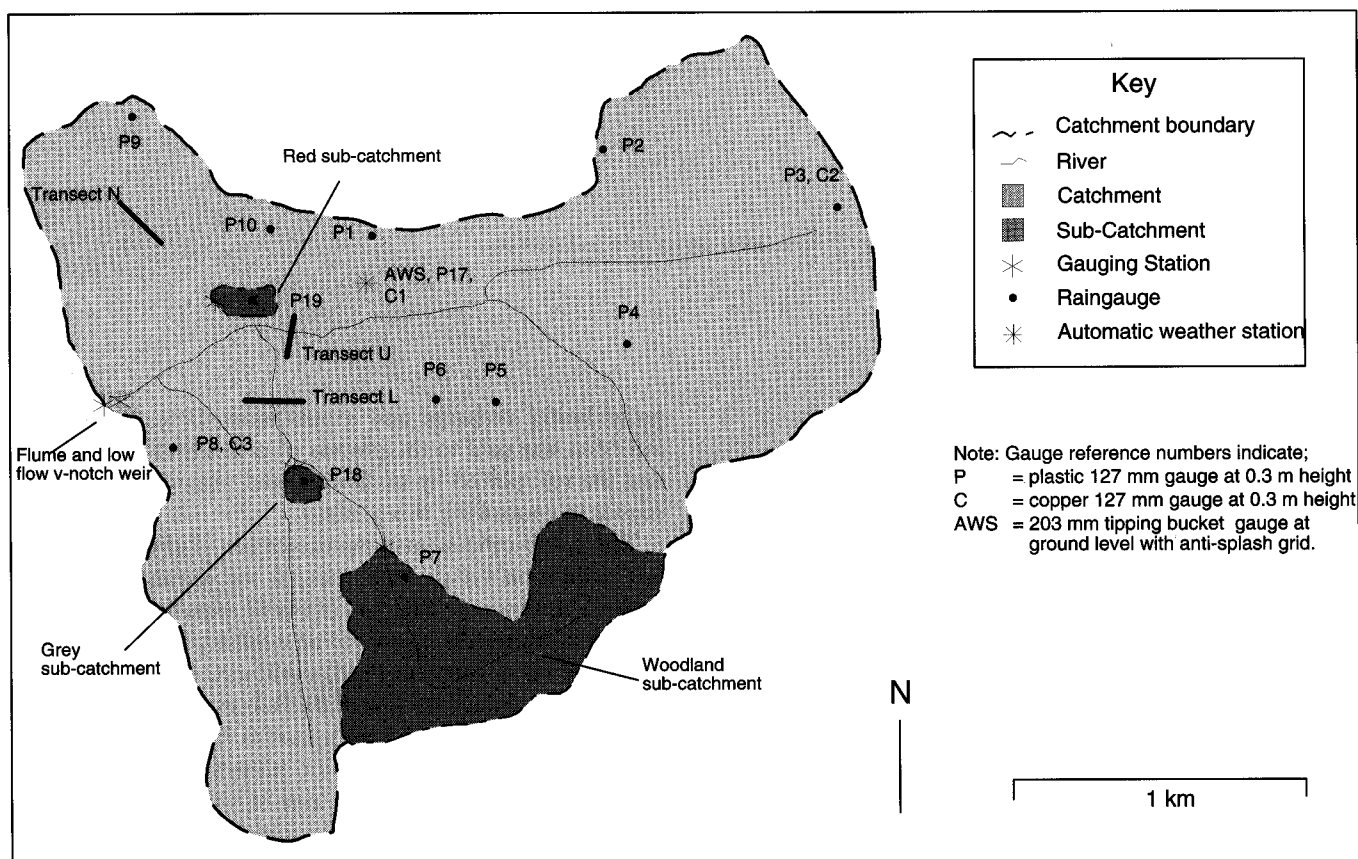 P9
Transect N
Red sub-catchment
P10
P1
P2
P3, C2
AWS, P17,
C1
P19
Transect U
Transect L
P4
P6
P5
P8, C3
Flume and low
flow v-notch weir
P18
P7
Grey
sub-catchment
Woodland
sub-catchment
Key
Catchment boundary
River
Catchment
Sub-Catchment
Gauging Station
Raingauge
Automatic weather station
Note: Gauge reference numbers indicate;
P = plastic 127 mm gauge at 0.3 m height
C = copper 127 mm gauge at 0.3 m height
AWS = 203 mm tipping bucket gauge at
ground level with anti-splash grid.
N
1 km